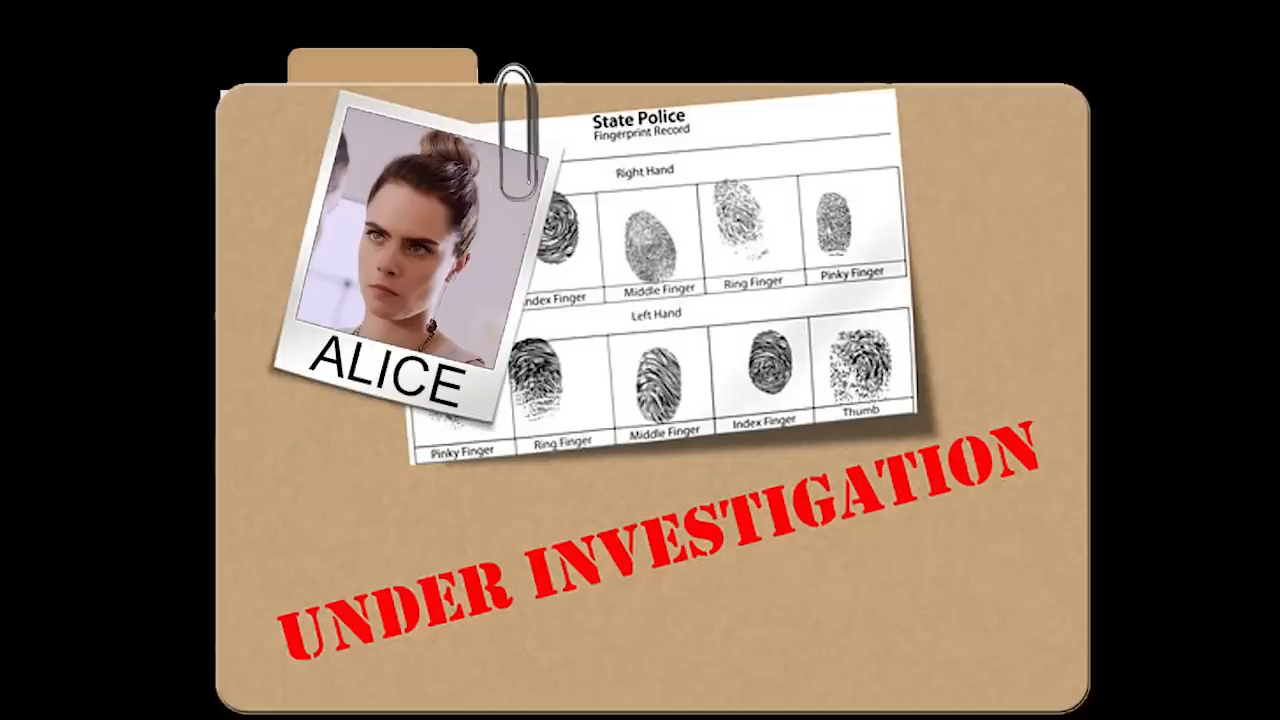 State Police
Fingerprint Record
Right Hand
ndex Finger
Middle Finger
Ring Finger
Pinky Finger
Left Hand
Pinky Finger
Ring Finger
Middle Finger
Index Finger
Thumb
ALICE
UNDER INVESTIGATION